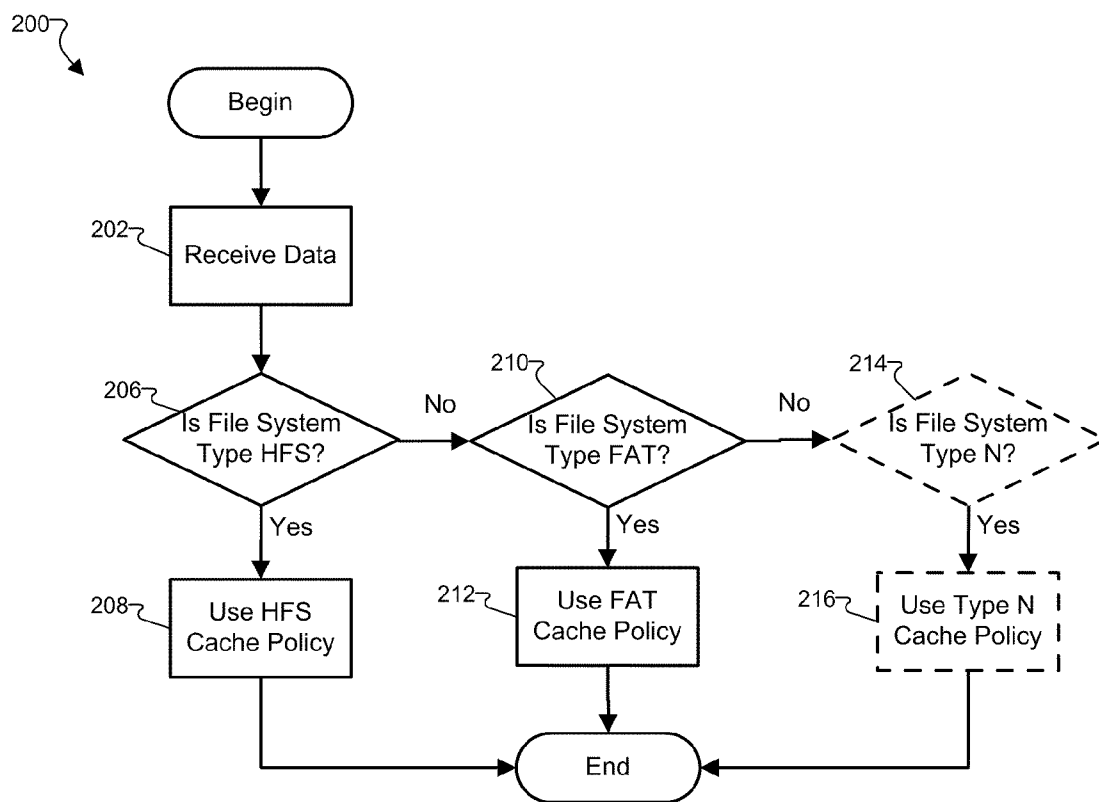 200
Begin
202
Receive Data
206
Is File System
Type HFS?
No
210
Is File System
Type FAT?
No
214
Is File System
Type N?
Yes
Yes
Yes
208
Use HFS
Cache Policy
212
Use FAT
Cache Policy
216
Use Type N
Cache Policy
End